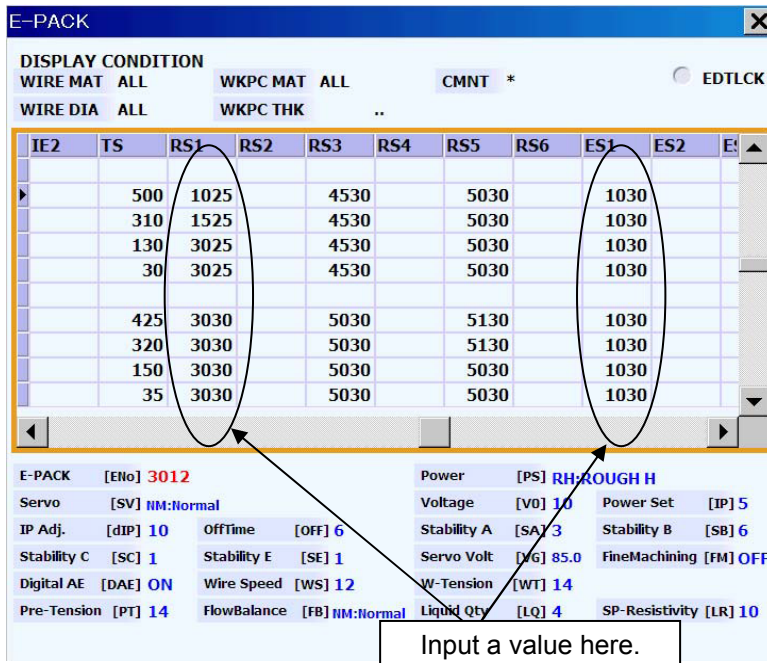 E-PACK
DISPLAY CONDITION
WIRE MAT ALL WKPC MAT ALL CMNT * EDTLCK
WIRE DIA ALL WKPC THK ..
IE2 TS RS1 RS2 RS3 RS4 RS5 RS6 ES1 ES2
500 1025 4530 5030 1030
310 1525 4530 5030 1030
130 3025 4530 5030 1030
30 3025 4530 5030 1030
425 3030 5030 5130 1030
320 3030 5030 5130 1030
150 3030 5030 5030 1030
35 3030 5030 5030 1030
E-PACK [ENo] 3012 Power [PS] RH:ROUGH H
Servo [SV] NM:Normal Voltage [V0] 10 Power Set [IP] 5
IP Adj. [dIP] 10 OffTime [OFF] 6 Stability A [SA] 3 Stability B [SB] 6
Stability C [SC] 1 Stability E [SE] 1 Servo Volt [VG] 85.0 FineMachining [FM] OFF
Digital AE [DAE] ON Wire Speed [WS] 12 W-Tension [WT] 14
Pre-Tension [PT] 14 FlowBalance [FB] NM:Normal Liquid Qty [LQ] 4 SP-Resistivity [LR] 10
Input a value here.